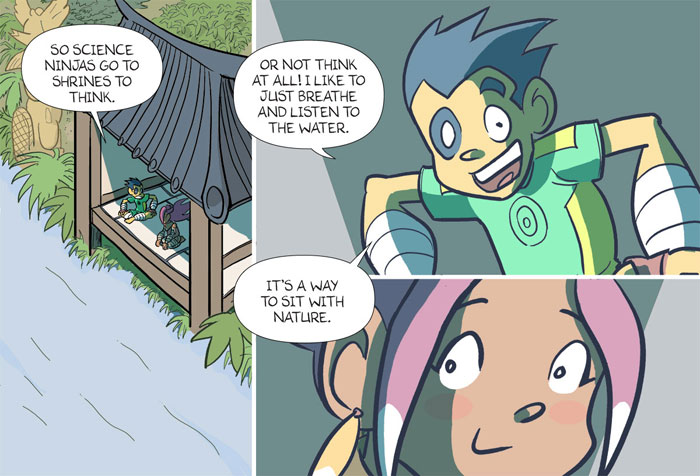 SO SCIENCE
NINJAS GO TO
SHRINES TO
THINK.
OR NOT THINK
AT ALL! I LIKE TO
JUST BREATHE
AND LISTEN TO
THE WATER.
IT'S A WAY
TO SIT WITH
NATURE.